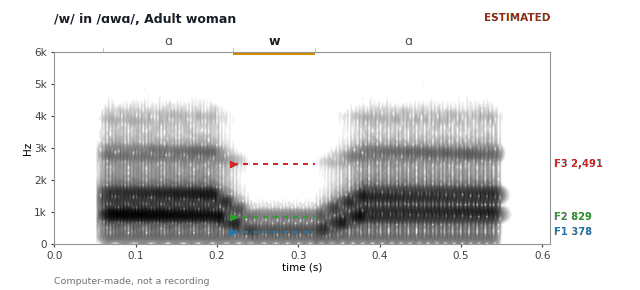 /w/ in /ɑwɑ/, Adult woman
ESTIMATED
ɑ w ɑ
6k
5k
4k
3k
2k
1k
0
Hz
F3 2,491
F2 829
F1 378
0.0 0.1 0.2 0.3 0.4 0.5 0.6
time (s)
Computer-made, not a recording